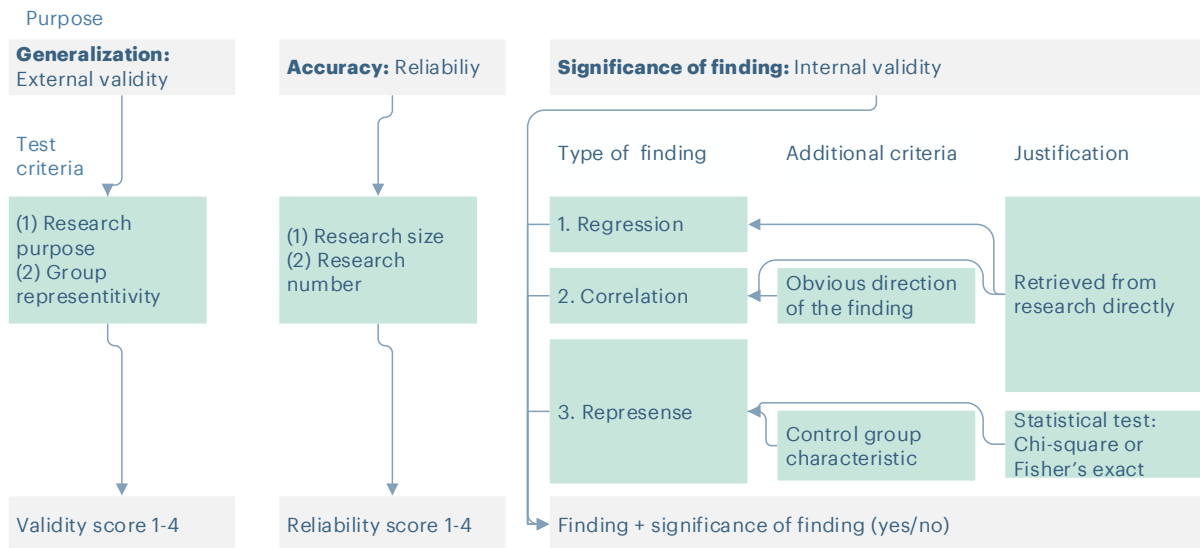 Purpose
Generalization:
External validity
Accuracy: Reliabiliy
Significance of finding: Internal validity
Test
criteria
Type of finding
Additional criteria
Justification
(1) Research
purpose
(2) Group
representitivity
(1) Research size
(2) Research
number
1. Regression
2. Correlation
Obvious direction
of the finding
Retrieved from
research directly
3. Represense
Control group
characteristic
Statistical test:
Chi-square or
Fisher's exact
Validity score 1-4
Reliability score 1-4
Finding + significance of finding (yes/no)